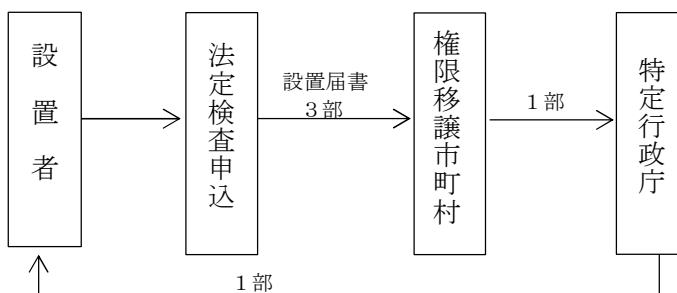 設置者
法定検査申込
設置届書
３部
権限移譲市町村
１部
特定行政庁
１部